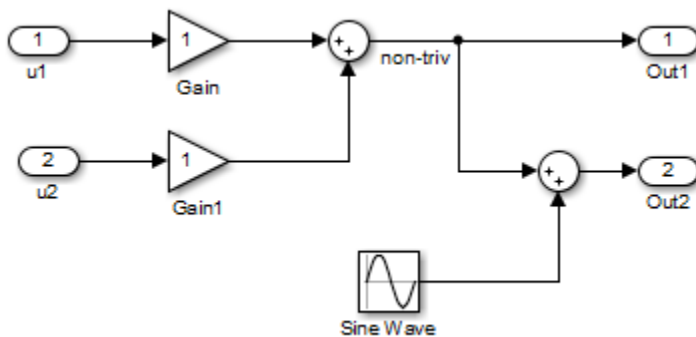 1
u1
1
Gain
++
non-triv
1
Out1
2
u2
1
Gain1
++
2
Out2
Sine Wave